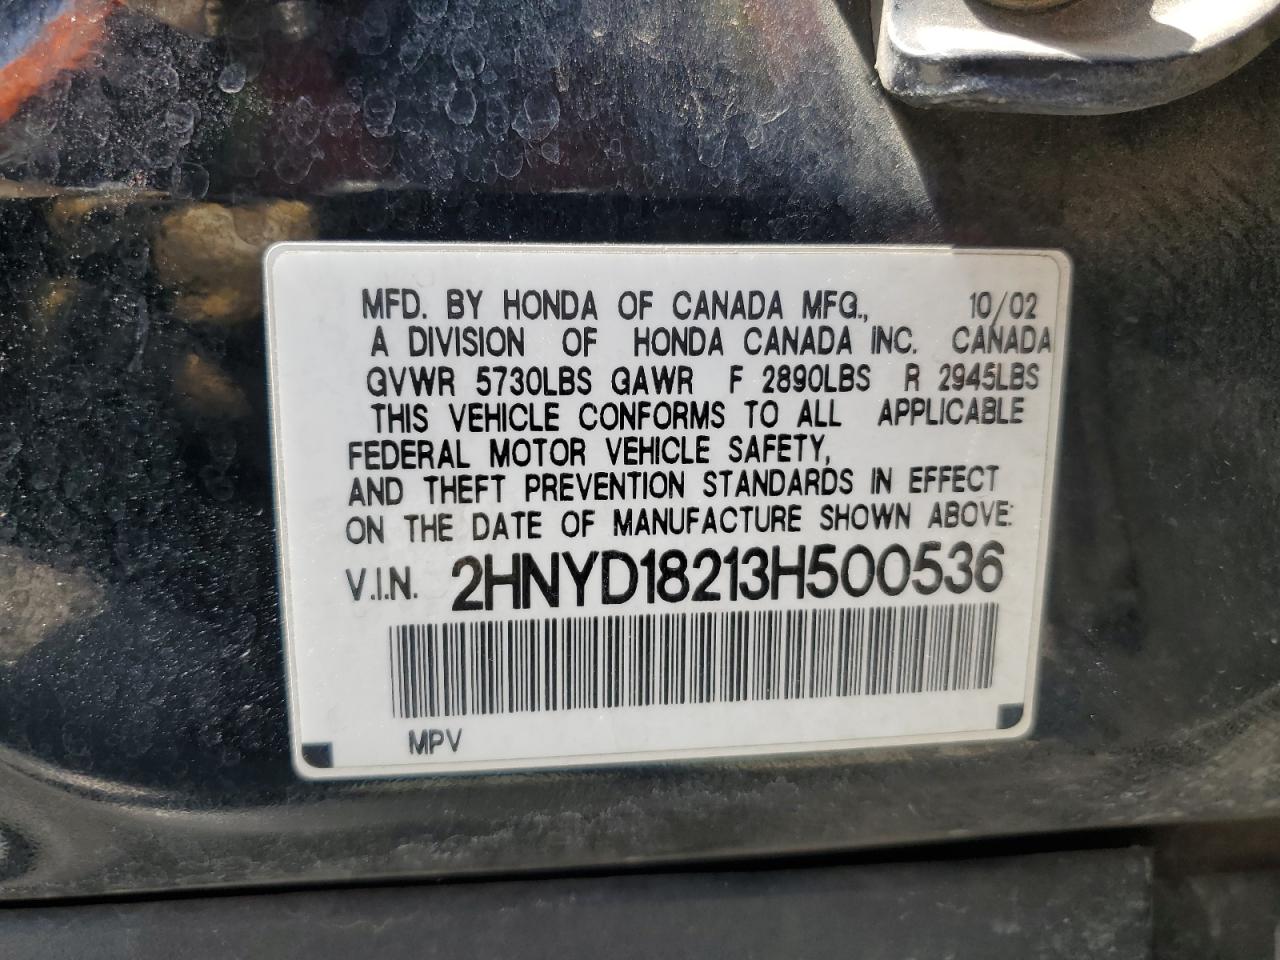 MFD. BY HONDA OF CANADA MFG., 10/02
A DIVISION OF HONDA CANADA INC. CANADA
GVWR 5730LBS GAWR F 2890LBS R 2945LBS
THIS VEHICLE CONFORMS TO ALL APPLICABLE
FEDERAL MOTOR VEHICLE SAFETY,
AND THEFT PREVENTION STANDARDS IN EFFECT
ON THE DATE OF MANUFACTURE SHOWN ABOVE:
V.I.N. 2HNYD18213H500536
MPV